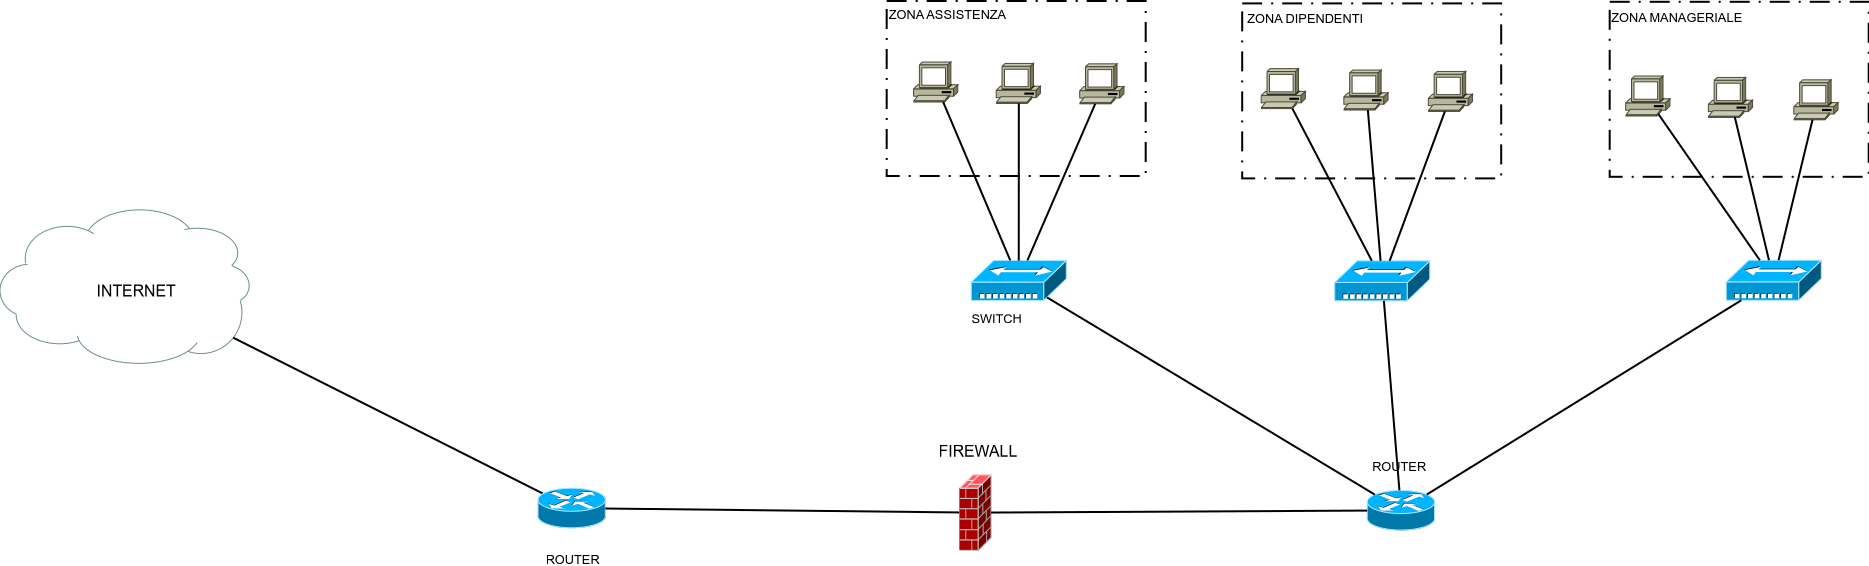 ZONA ASSISTENZA
ZONA DIPENDENTI
ZONA MANAGERIALE
INTERNET
SWITCH
FIREWALL
ROUTER
ROUTER